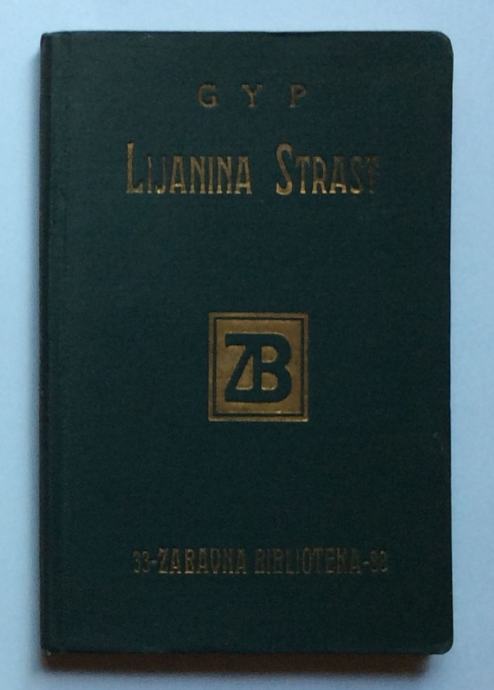 GYP
LIJANINA STRAST
ZB
33-ZABAVNA BIBLIOTEKA-33